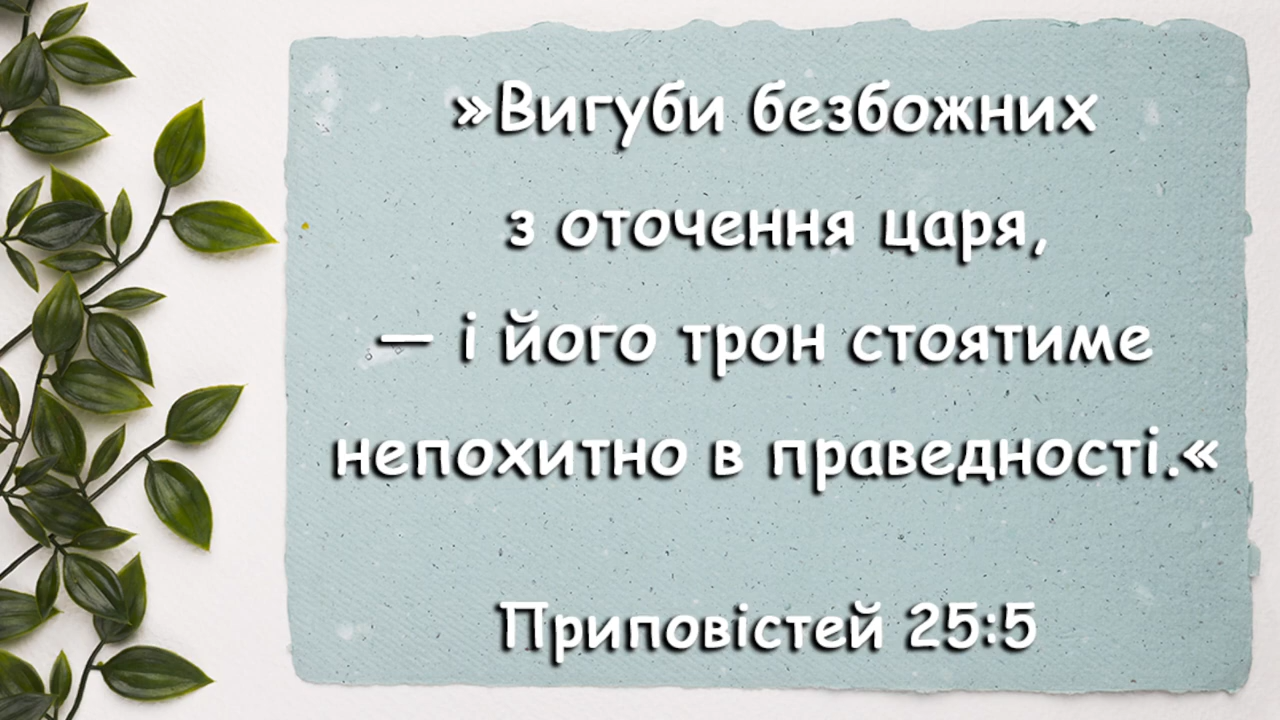 »Вигуби безбожних
з оточення царя,
— і його трон стоятиме
непохитно в праведності.«
Приповістей 25:5